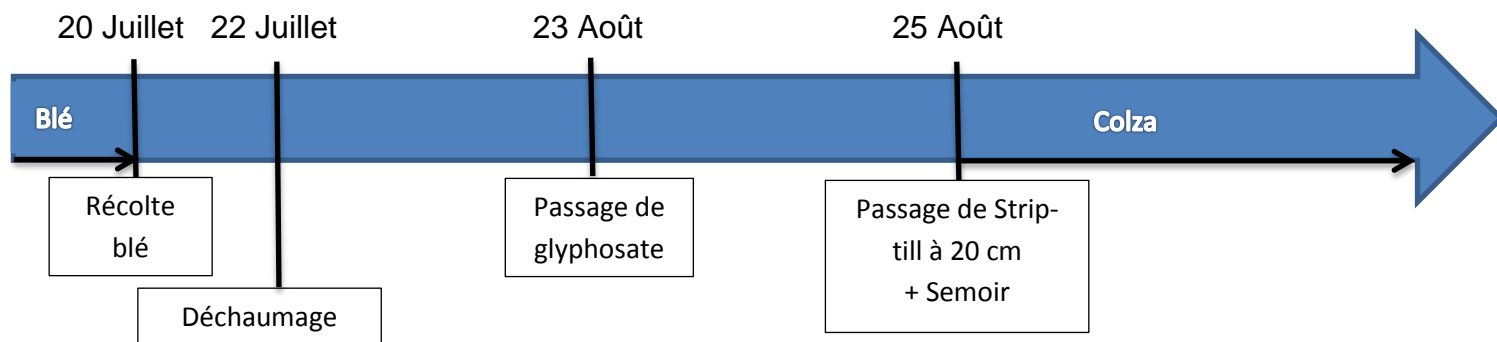 20 Juillet 22 Juillet 23 Août 25 Août
Blé Colza
Récolte
blé
Déchaumage
Passage de
glyphosate
Passage de Strip-
till à 20 cm
+ Semoir